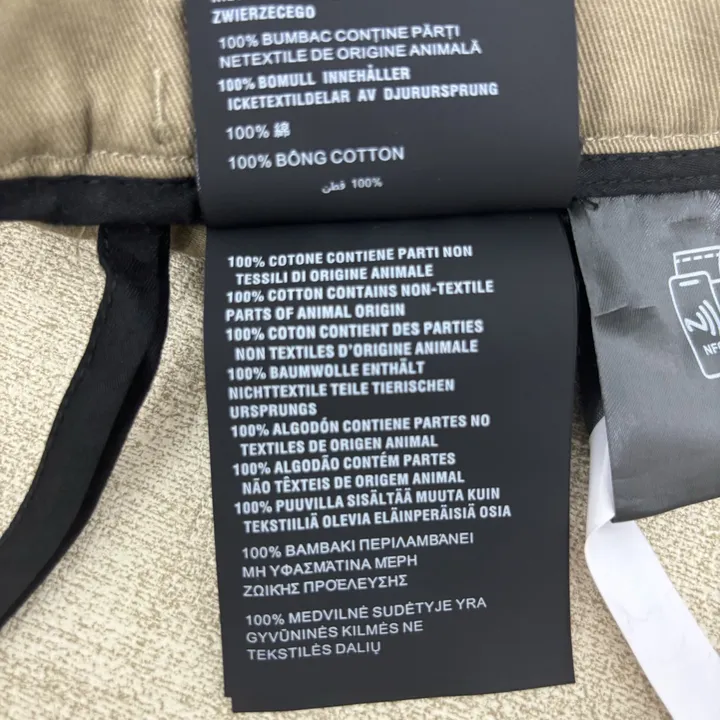 ZWIERZECEGO
100% BUMBAC CONȚINE PĂRȚI
NETEXTILE DE ORIGINE ANIMALĂ
100% BOMULL INNEHÅLLER
ICKETEXTILDELAR AV DJURURSPRUNG
100% 綿
100% BÔNG COTTON
100% قطن
100% COTONE CONTIENE PARTI NON
TESSILI DI ORIGINE ANIMALE
100% COTTON CONTAINS NON-TEXTILE
PARTS OF ANIMAL ORIGIN
100% COTON CONTIENT DES PARTIES
NON TEXTILES D'ORIGINE ANIMALE
100% BAUMWOLLE ENTHÄLT
NICHTTEXTILE TEILE TIERISCHEN
URSPRUNGS
100% ALGODÓN CONTIENE PARTES NO
TEXTILES DE ORIGEN ANIMAL
100% ALGODÃO CONTÉM PARTES
NÃO TÊXTEIS DE ORIGEM ANIMAL
100% PUUVILLA SISÄLTÄÄ MUUTA KUIN
TEKSTIILIÄ OLEVIA ELÄINPERÄISIÄ OSIA
100% ΒΑΜΒΑΚΙ ΠΕΡΙΛΑΜΒΆΝΕΙ
ΜΗ ΥΦΑΣΜΆΤΙΝΑ ΜΕΡΗ
ΖΩΙΚΗΣ ΠΡΟΈΛΕΥΣΗΣ
100% MEDVILNĖ SUDĖTYJE YRA
GYVŪNINĖS KILMĖS NE
TEKSTILĖS DALIŲ